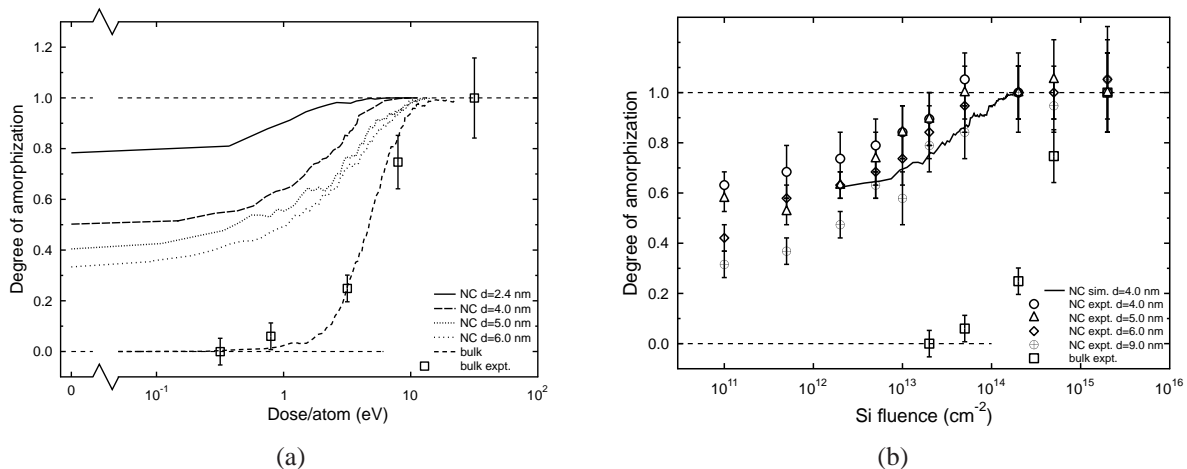 Degree of amorphization
1.2
1.0
0.8
0.6
0.4
0.2
0.0
NC d=2.4 nm
NC d=4.0 nm
NC d=5.0 nm
NC d=6.0 nm
bulk
bulk expt.
0
10⁻¹
1
10
10²
Dose/atom (eV)
(a)
Degree of amorphization
1.2
1.0
0.8
0.6
0.4
0.2
0.0
NC sim. d=4.0 nm
NC expt. d=4.0 nm
NC expt. d=5.0 nm
NC expt. d=6.0 nm
NC expt. d=9.0 nm
bulk expt.
10¹¹
10¹²
10¹³
10¹⁴
10¹⁵
10¹⁶
Si fluence (cm⁻²)
(b)